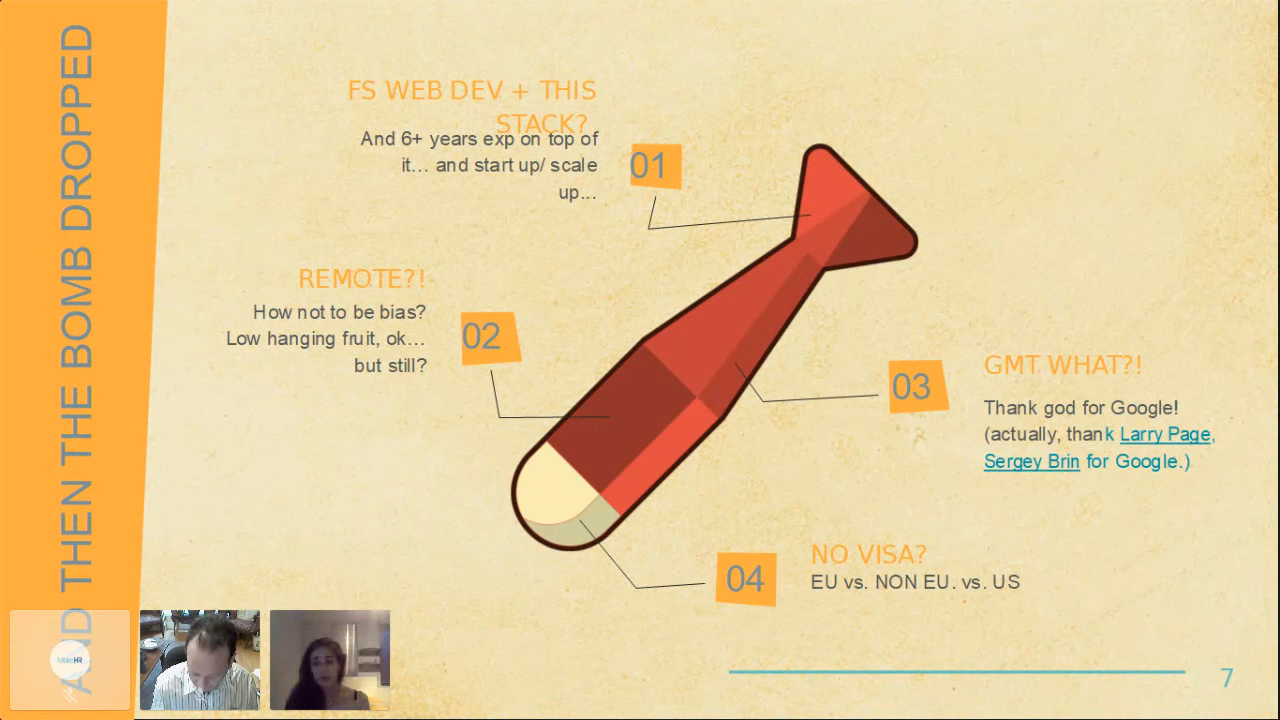 AND THEN THE BOMB DROPPED
FS WEB DEV + THIS
STACK?
And 6+ years exp on top of
it... and start up/ scale
up...
01
REMOTE?!
How not to be bias?
Low hanging fruit, ok...
but still?
02
03
GMT WHAT?!
Thank god for Google!
(actually, thank Larry Page,
Sergey Brin for Google.)
04
NO VISA?
EU vs. NON EU. vs. US
7